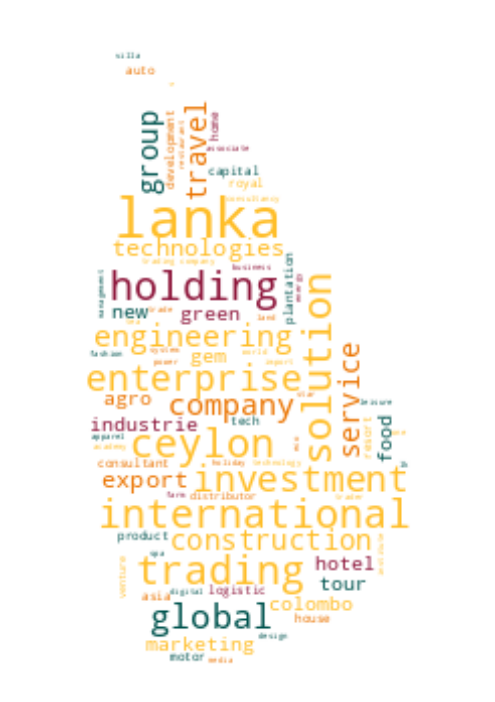 villa
auto
group
development
restaurant
travel
home
associate
capital
royal
consultancy
lanka
technologies
trading company
business
management
holding
plantation
energy
new
trade
green
land
solution
engineering
fashion
system
gem
world
power
import
enterprise
service
agro
company
star
leisure
industrie
tech
food
resort
apparel
ceylon
academy
consultant
holiday
technology
export
investment
farm
distributor
trader
international
product
construction
spa
venture
trading
hotel
tour
asia
digital
logistic
colombo
global
house
design
marketing
motor
media